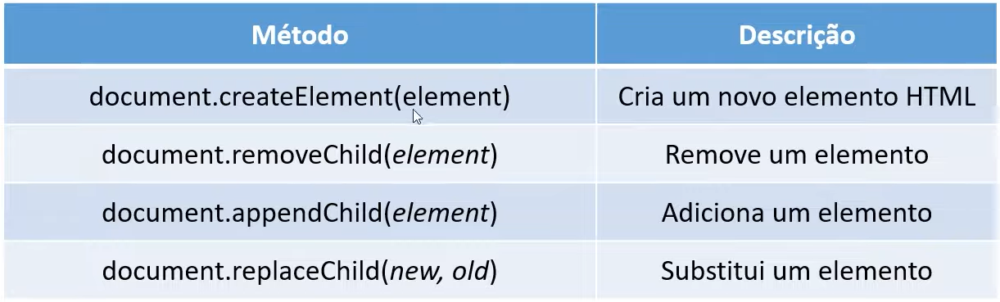 Método Descrição
document.createElement(element) Cria um novo elemento HTML
document.removeChild(element) Remove um elemento
document.appendChild(element) Adiciona um elemento
document.replaceChild(new, old) Substitui um elemento